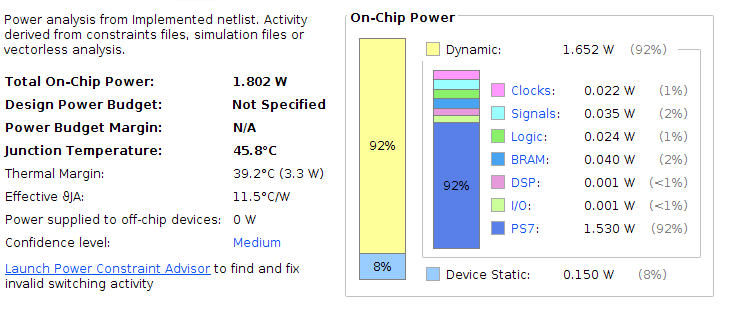 Power analysis from Implemented netlist. Activity
derived from constraints files, simulation files or
vectorless analysis.
Total On-Chip Power: 1.802 W
Design Power Budget: Not Specified
Power Budget Margin: N/A
Junction Temperature: 45.8°C
Thermal Margin: 39.2°C (3.3 W)
Effective ϑJA: 11.5°C/W
Power supplied to off-chip devices: 0 W
Confidence level: Medium
Launch Power Constraint Advisor to find and fix
invalid switching activity
On-Chip Power
92%
8%
Dynamic: 1.652 W (92%)
92%
Clocks: 0.022 W (1%)
Signals: 0.035 W (2%)
Logic: 0.024 W (1%)
BRAM: 0.040 W (2%)
DSP: 0.001 W (<1%)
I/O: 0.001 W (<1%)
PS7: 1.530 W (92%)
Device Static: 0.150 W (8%)